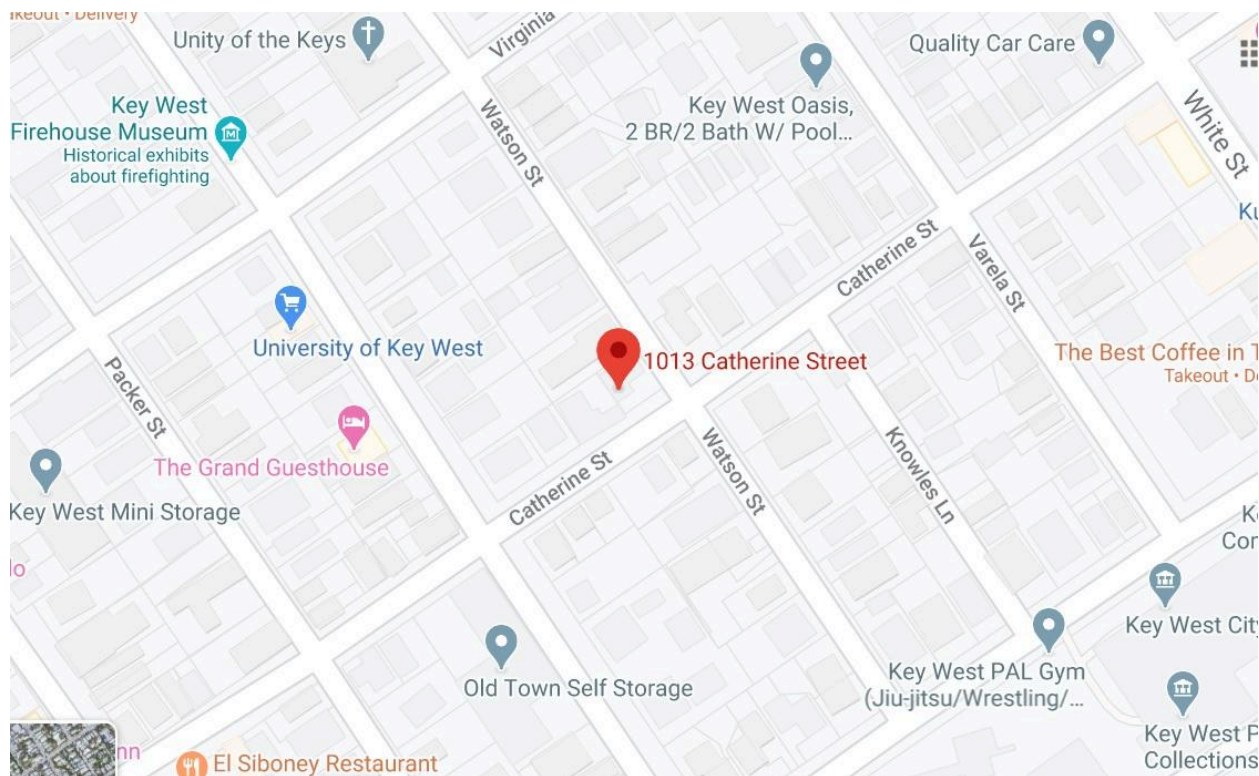 Takeout • Delivery
Unity of the Keys
Virginia
Quality Car Care
Key West
Firehouse Museum
Historical exhibits
about firefighting
Watson St
Key West Oasis,
2 BR/2 Bath W/ Pool...
White St
Catherine St
Varela St
University of Key West
1013 Catherine Street
The Best Coffee in T
Takeout • De
Packer St
The Grand Guesthouse
Catherine St
Watson St
Knowles Ln
Key West Mini Storage
Key West City
Old Town Self Storage
Key West PAL Gym
(Jiu-jitsu/Wrestling/...
Key West P
Collections
El Siboney Restaurant